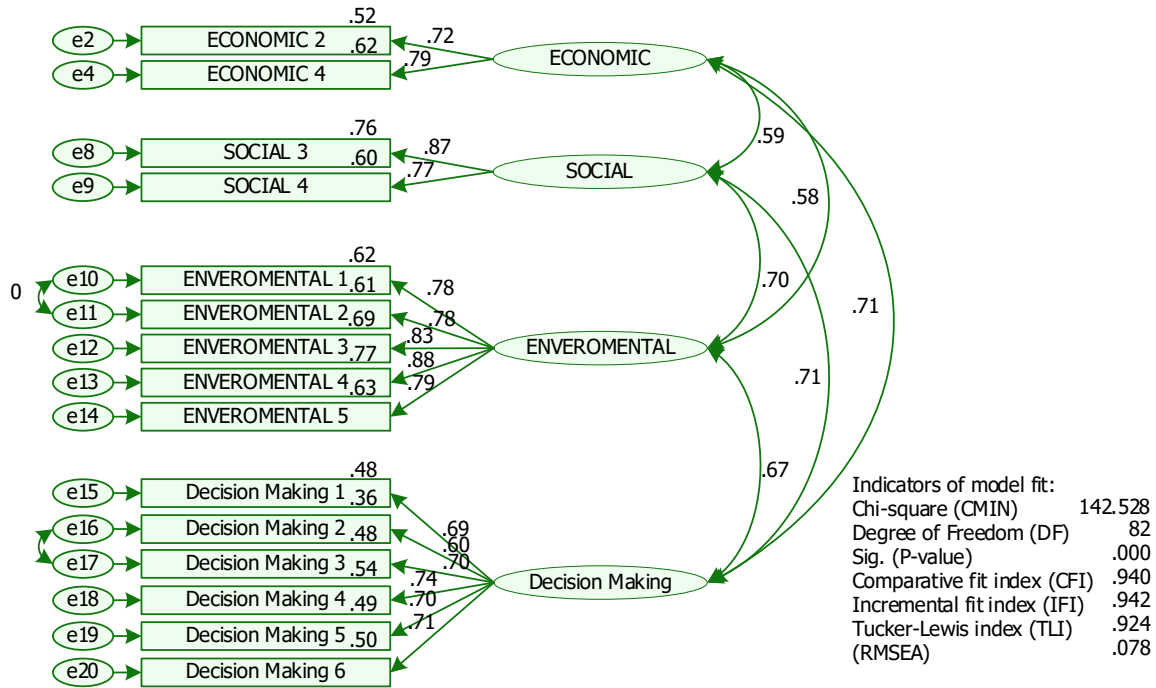 .52
e2 ECONOMIC 2 .72
.62
e4 ECONOMIC 4 .79
ECONOMIC
.59
.76
e8 SOCIAL 3 .87
.60
e9 SOCIAL 4 .77
SOCIAL
.58
.62
0
e10 ENVEROMENTAL 1 .78
.61
e11 ENVEROMENTAL 2 .78
.69
e12 ENVEROMENTAL 3 .83
.77
e13 ENVEROMENTAL 4 .88
.63
e14 ENVEROMENTAL 5 .79
ENVEROMENTAL
.70
.71
.71
.67
.48
e15 Decision Making 1 .69
.36
e16 Decision Making 2 .60
.48
e17 Decision Making 3 .70
.54
e18 Decision Making 4 .74
.49
e19 Decision Making 5 .70
.50
e20 Decision Making 6 .71
Decision Making
Indicators of model fit:
Chi-square (CMIN) 142.528
Degree of Freedom (DF) 82
Sig. (P-value) .000
Comparative fit index (CFI) .940
Incremental fit index (IFI) .942
Tucker-Lewis index (TLI) .924
(RMSEA) .078